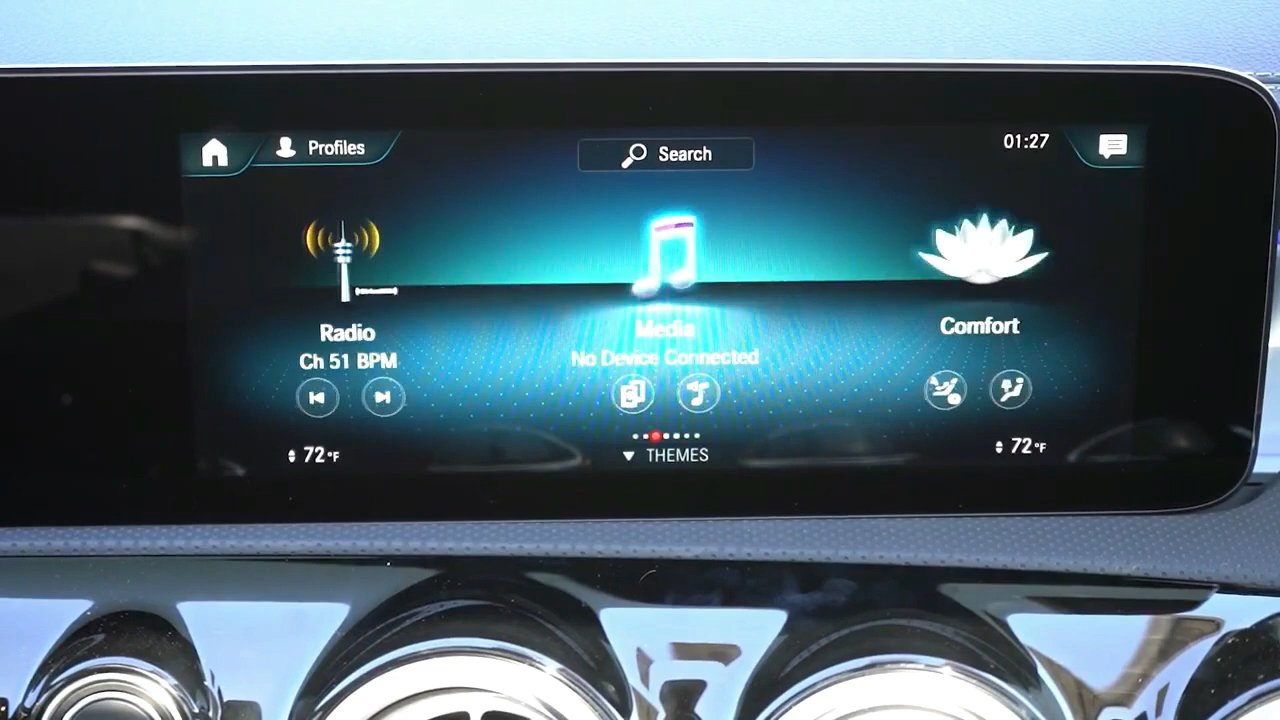 Profiles
Search
01:27
Radio
Ch 51 BPM
Media
No Device Connected
Comfort
72°F
THEMES
72°F